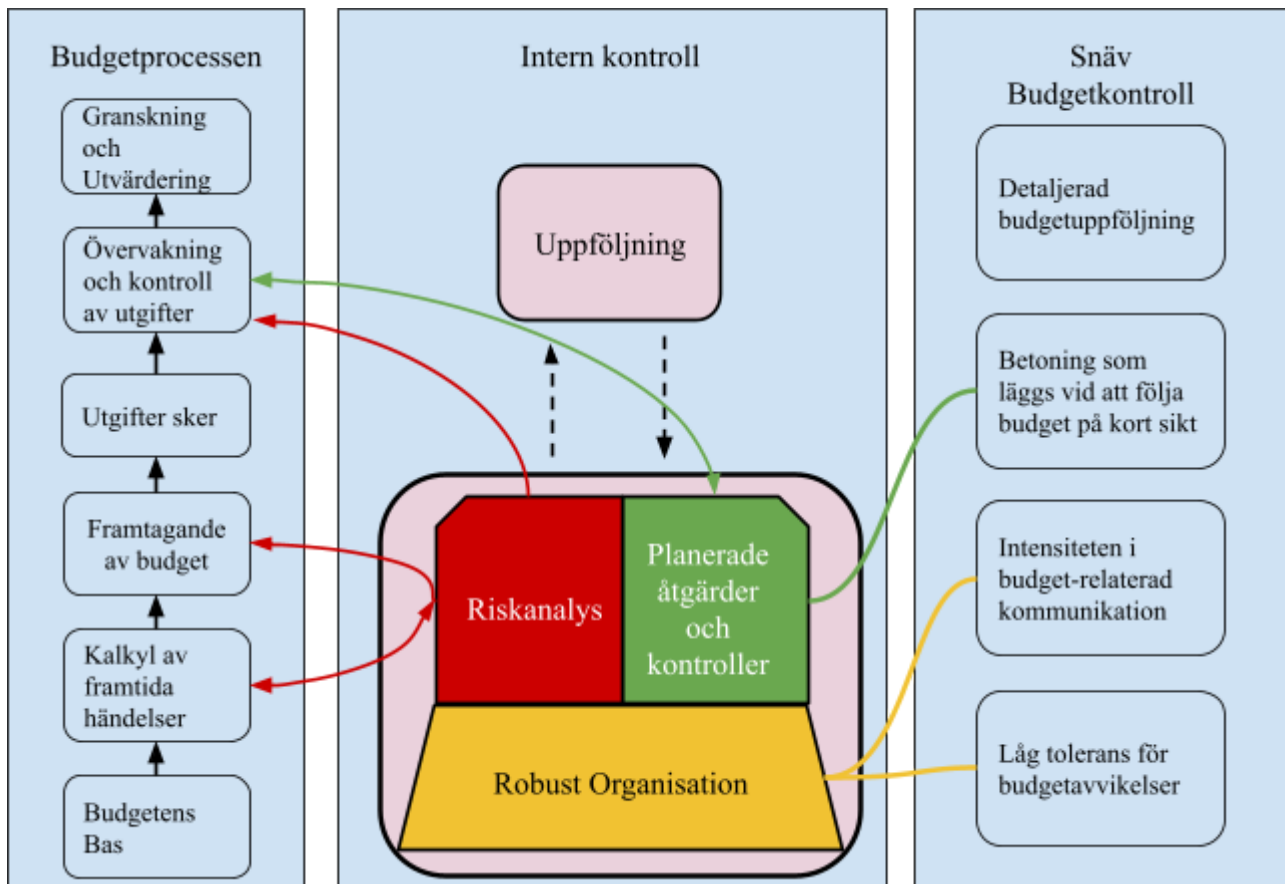 Budgetprocessen
Granskning
och
Utvärdering
Övervakning
och kontroll
av utgifter
Utgifter sker
Framtagande
av budget
Kalkyl av
framtida
händelser
Budgetens
Bas
Intern kontroll
Uppföljning
Riskanalys
Planerade
åtgärder
och
kontroller
Robust Organisation
Snäv
Budgetkontroll
Detaljerad
budgetuppföljning
Betoning som
läggs vid att följa
budget på kort sikt
Intensiteten i
budget-relaterad
kommunikation
Låg tolerans för
budgetavvikelser